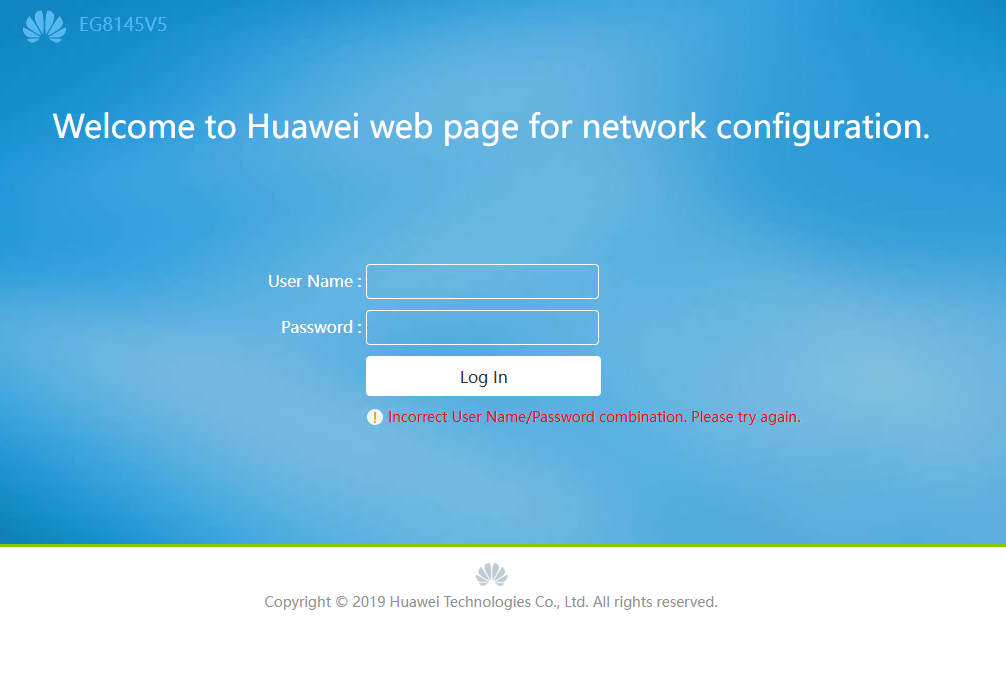 EG8145V5
Welcome to Huawei web page for network configuration.
User Name :
Password :
Log In
Incorrect User Name/Password combination. Please try again.
Copyright © 2019 Huawei Technologies Co., Ltd. All rights reserved.